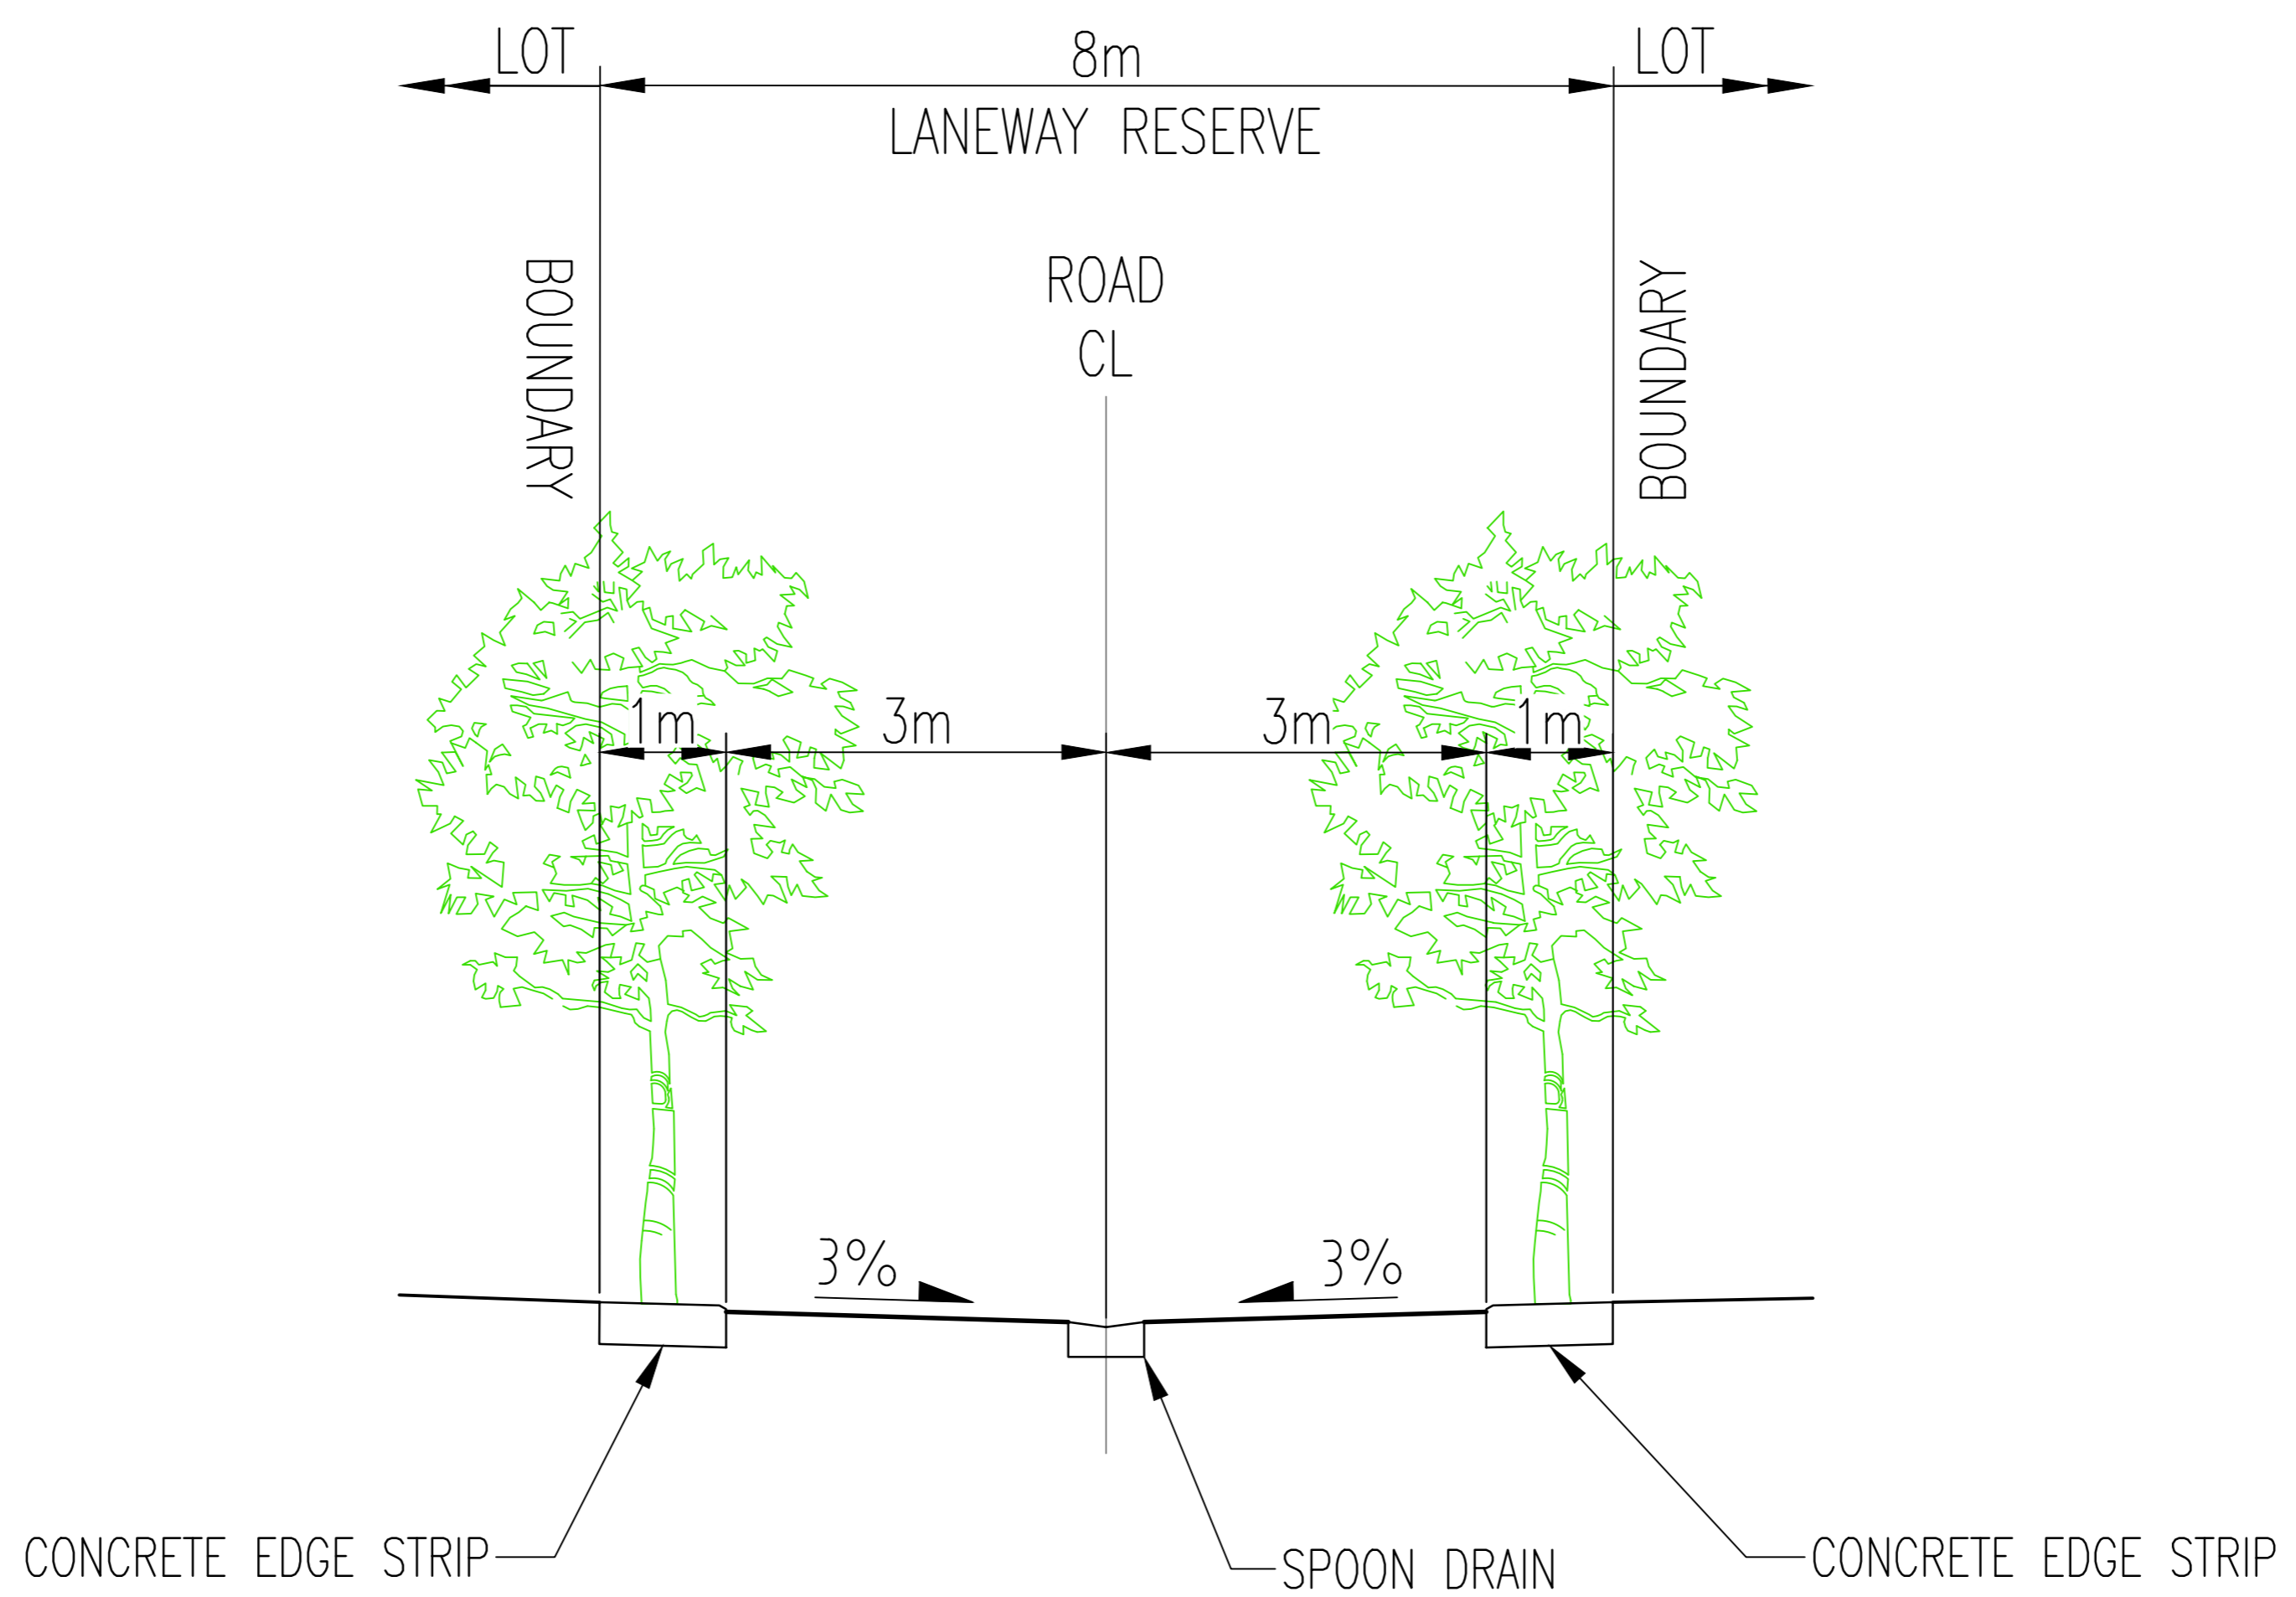 LOT
8m
LOT
LANEWAY RESERVE
ROAD
CL
BOUNDARY
BOUNDARY
1m
3m
3m
1m
3%
3%
CONCRETE EDGE STRIP
SPOON DRAIN
CONCRETE EDGE STRIP